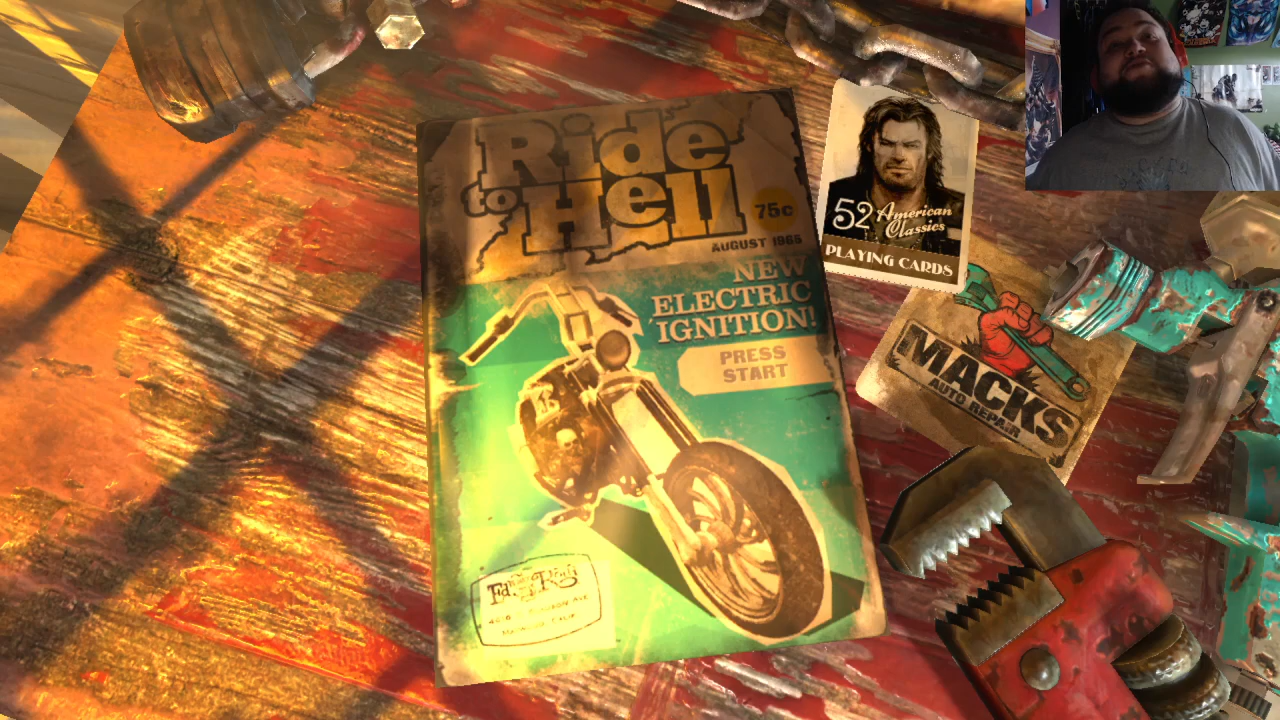 Ride
to Hell
75c
AUGUST 1965
NEW
ELECTRIC
IGNITION!
PRESS
START
52 American
Classics
PLAYING CARDS
MACKS
AUTO REPAIR
13